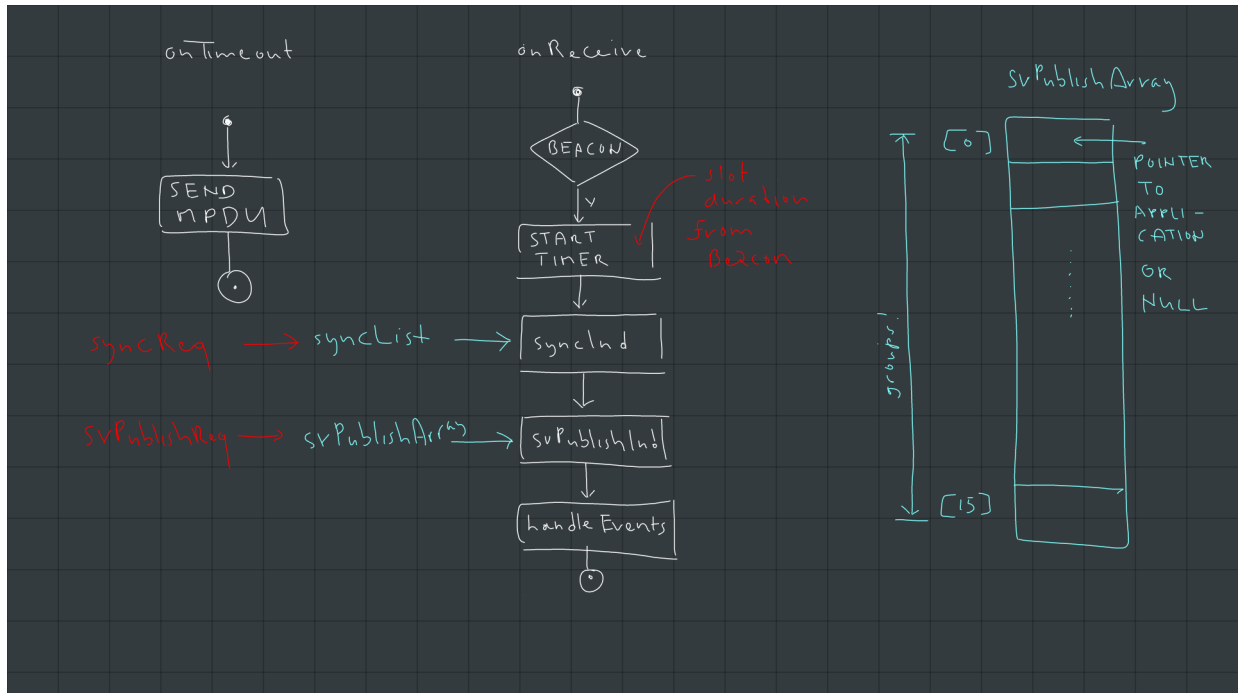 onTimeout
SEND
MPDU
onReceive
BEACON
Y
START
TIMER
slot
duration
from
Beacon
syncReq
syncList
syncInd
svPublishReq
svPublishArray
svPublishInd
handle Events
svPublishArray
[0]
[15]
POINTER
TO
APPLI-
CATION
OR
NULL